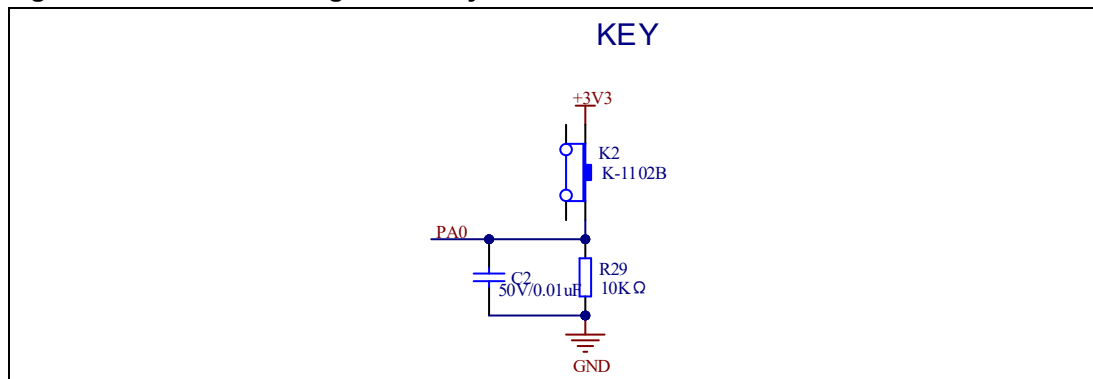 KEY
+3V3
K2
K-1102B
PA0
C2
50V/0.01uF
R29
10KΩ
GND